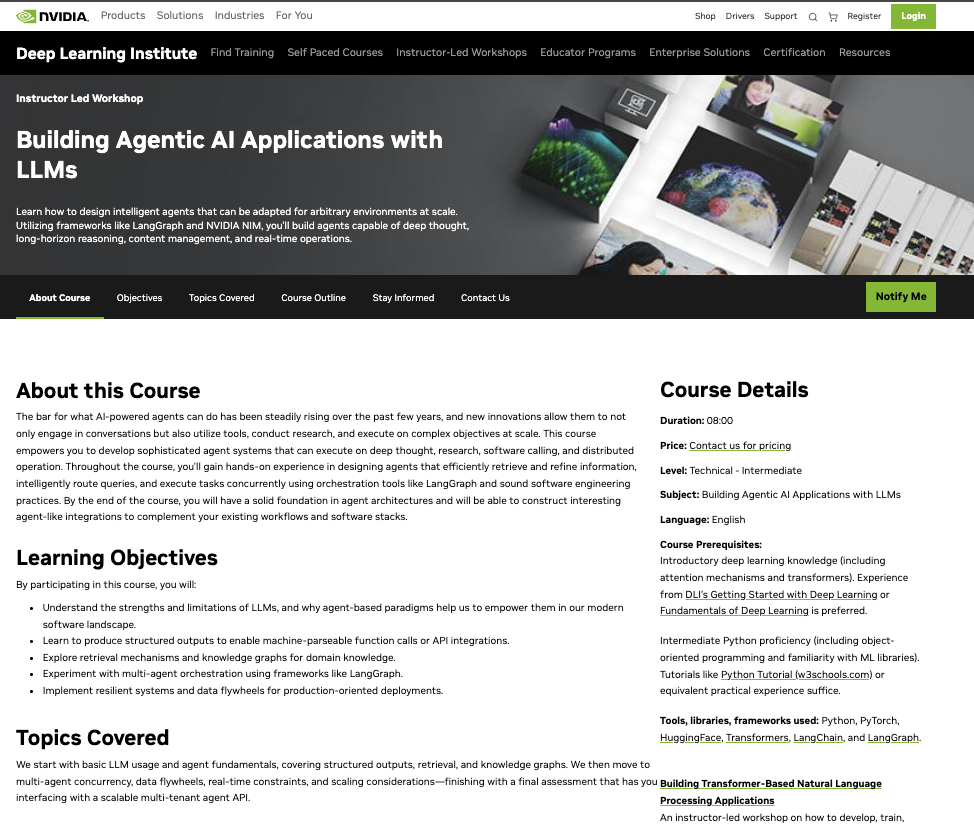 NVIDIA.
Products
Solutions
Industries
For You
Shop
Drivers
Support
Register
Login
Deep Learning Institute
Find Training
Self Paced Courses
Instructor-Led Workshops
Educator Programs
Enterprise Solutions
Certification
Resources
Instructor Led Workshop
Building Agentic AI Applications with
LLMs
Learn how to design intelligent agents that can be adapted for arbitrary environments at scale.
Utilizing frameworks like LangGraph and NVIDIA NIM, you'll build agents capable of deep thought,
long-horizon reasoning, content management, and real-time operations.
About Course
Objectives
Topics Covered
Course Outline
Stay Informed
Contact Us
Notify Me
About this Course
The bar for what AI-powered agents can do has been steadily rising over the past few years, and new innovations allow them to not
only engage in conversations but also utilize tools, conduct research, and execute on complex objectives at scale. This course
empowers you to develop sophisticated agent systems that can execute on deep thought, research, software calling, and distributed
operation. Throughout the course, you'll gain hands-on experience in designing agents that efficiently retrieve and refine information,
intelligently route queries, and execute tasks concurrently using orchestration tools like LangGraph and sound software engineering
practices. By the end of the course, you will have a solid foundation in agent architectures and will be able to construct interesting
agent-like integrations to complement your existing workflows and software stacks.
Learning Objectives
By participating in this course, you will:
• Understand the strengths and limitations of LLMs, and why agent-based paradigms help us to empower them in our modern
software landscape.
• Learn to produce structured outputs to enable machine-parseable function calls or API integrations.
• Explore retrieval mechanisms and knowledge graphs for domain knowledge.
• Experiment with multi-agent orchestration using frameworks like LangGraph.
• Implement resilient systems and data flywheels for production-oriented deployments.
Topics Covered
We start with basic LLM usage and agent fundamentals, covering structured outputs, retrieval, and knowledge graphs. We then move to
multi-agent concurrency, data flywheels, real-time constraints, and scaling considerations—finishing with a final assessment that has you
interfacing with a scalable multi-tenant agent API.
Course Details
Duration: 08:00
Price: Contact us for pricing
Level: Technical - Intermediate
Subject: Building Agentic AI Applications with LLMs
Language: English
Course Prerequisites:
Introductory deep learning knowledge (including
attention mechanisms and transformers). Experience
from DLI's Getting Started with Deep Learning or
Fundamentals of Deep Learning is preferred.
Intermediate Python proficiency (including object-
oriented programming and familiarity with ML libraries).
Tutorials like Python Tutorial (w3schools.com) or
equivalent practical experience suffice.
Tools, libraries, frameworks used: Python, PyTorch,
HuggingFace, Transformers, LangChain, and LangGraph.
Building Transformer-Based Natural Language
Processing Applications
An instructor-led workshop on how to develop, train,